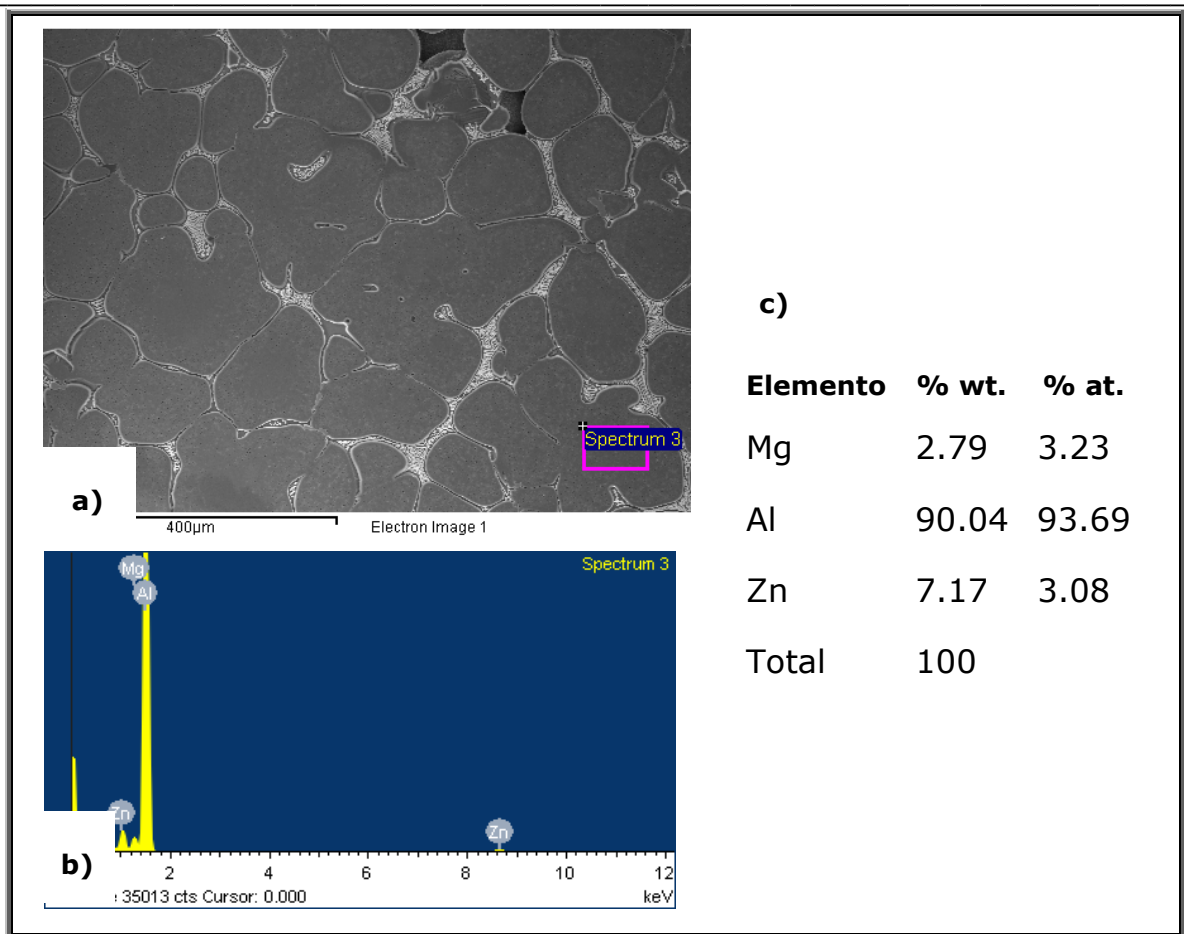 Spectrum 3
a)
400µm Electron Image 1
Spectrum 3
Mg
Al
Zn
Zn
b)
2 4 6 8 10 12
35013 cts Cursor: 0.000 keV
c)
Elemento % wt. % at.
Mg 2.79 3.23
Al 90.04 93.69
Zn 7.17 3.08
Total 100